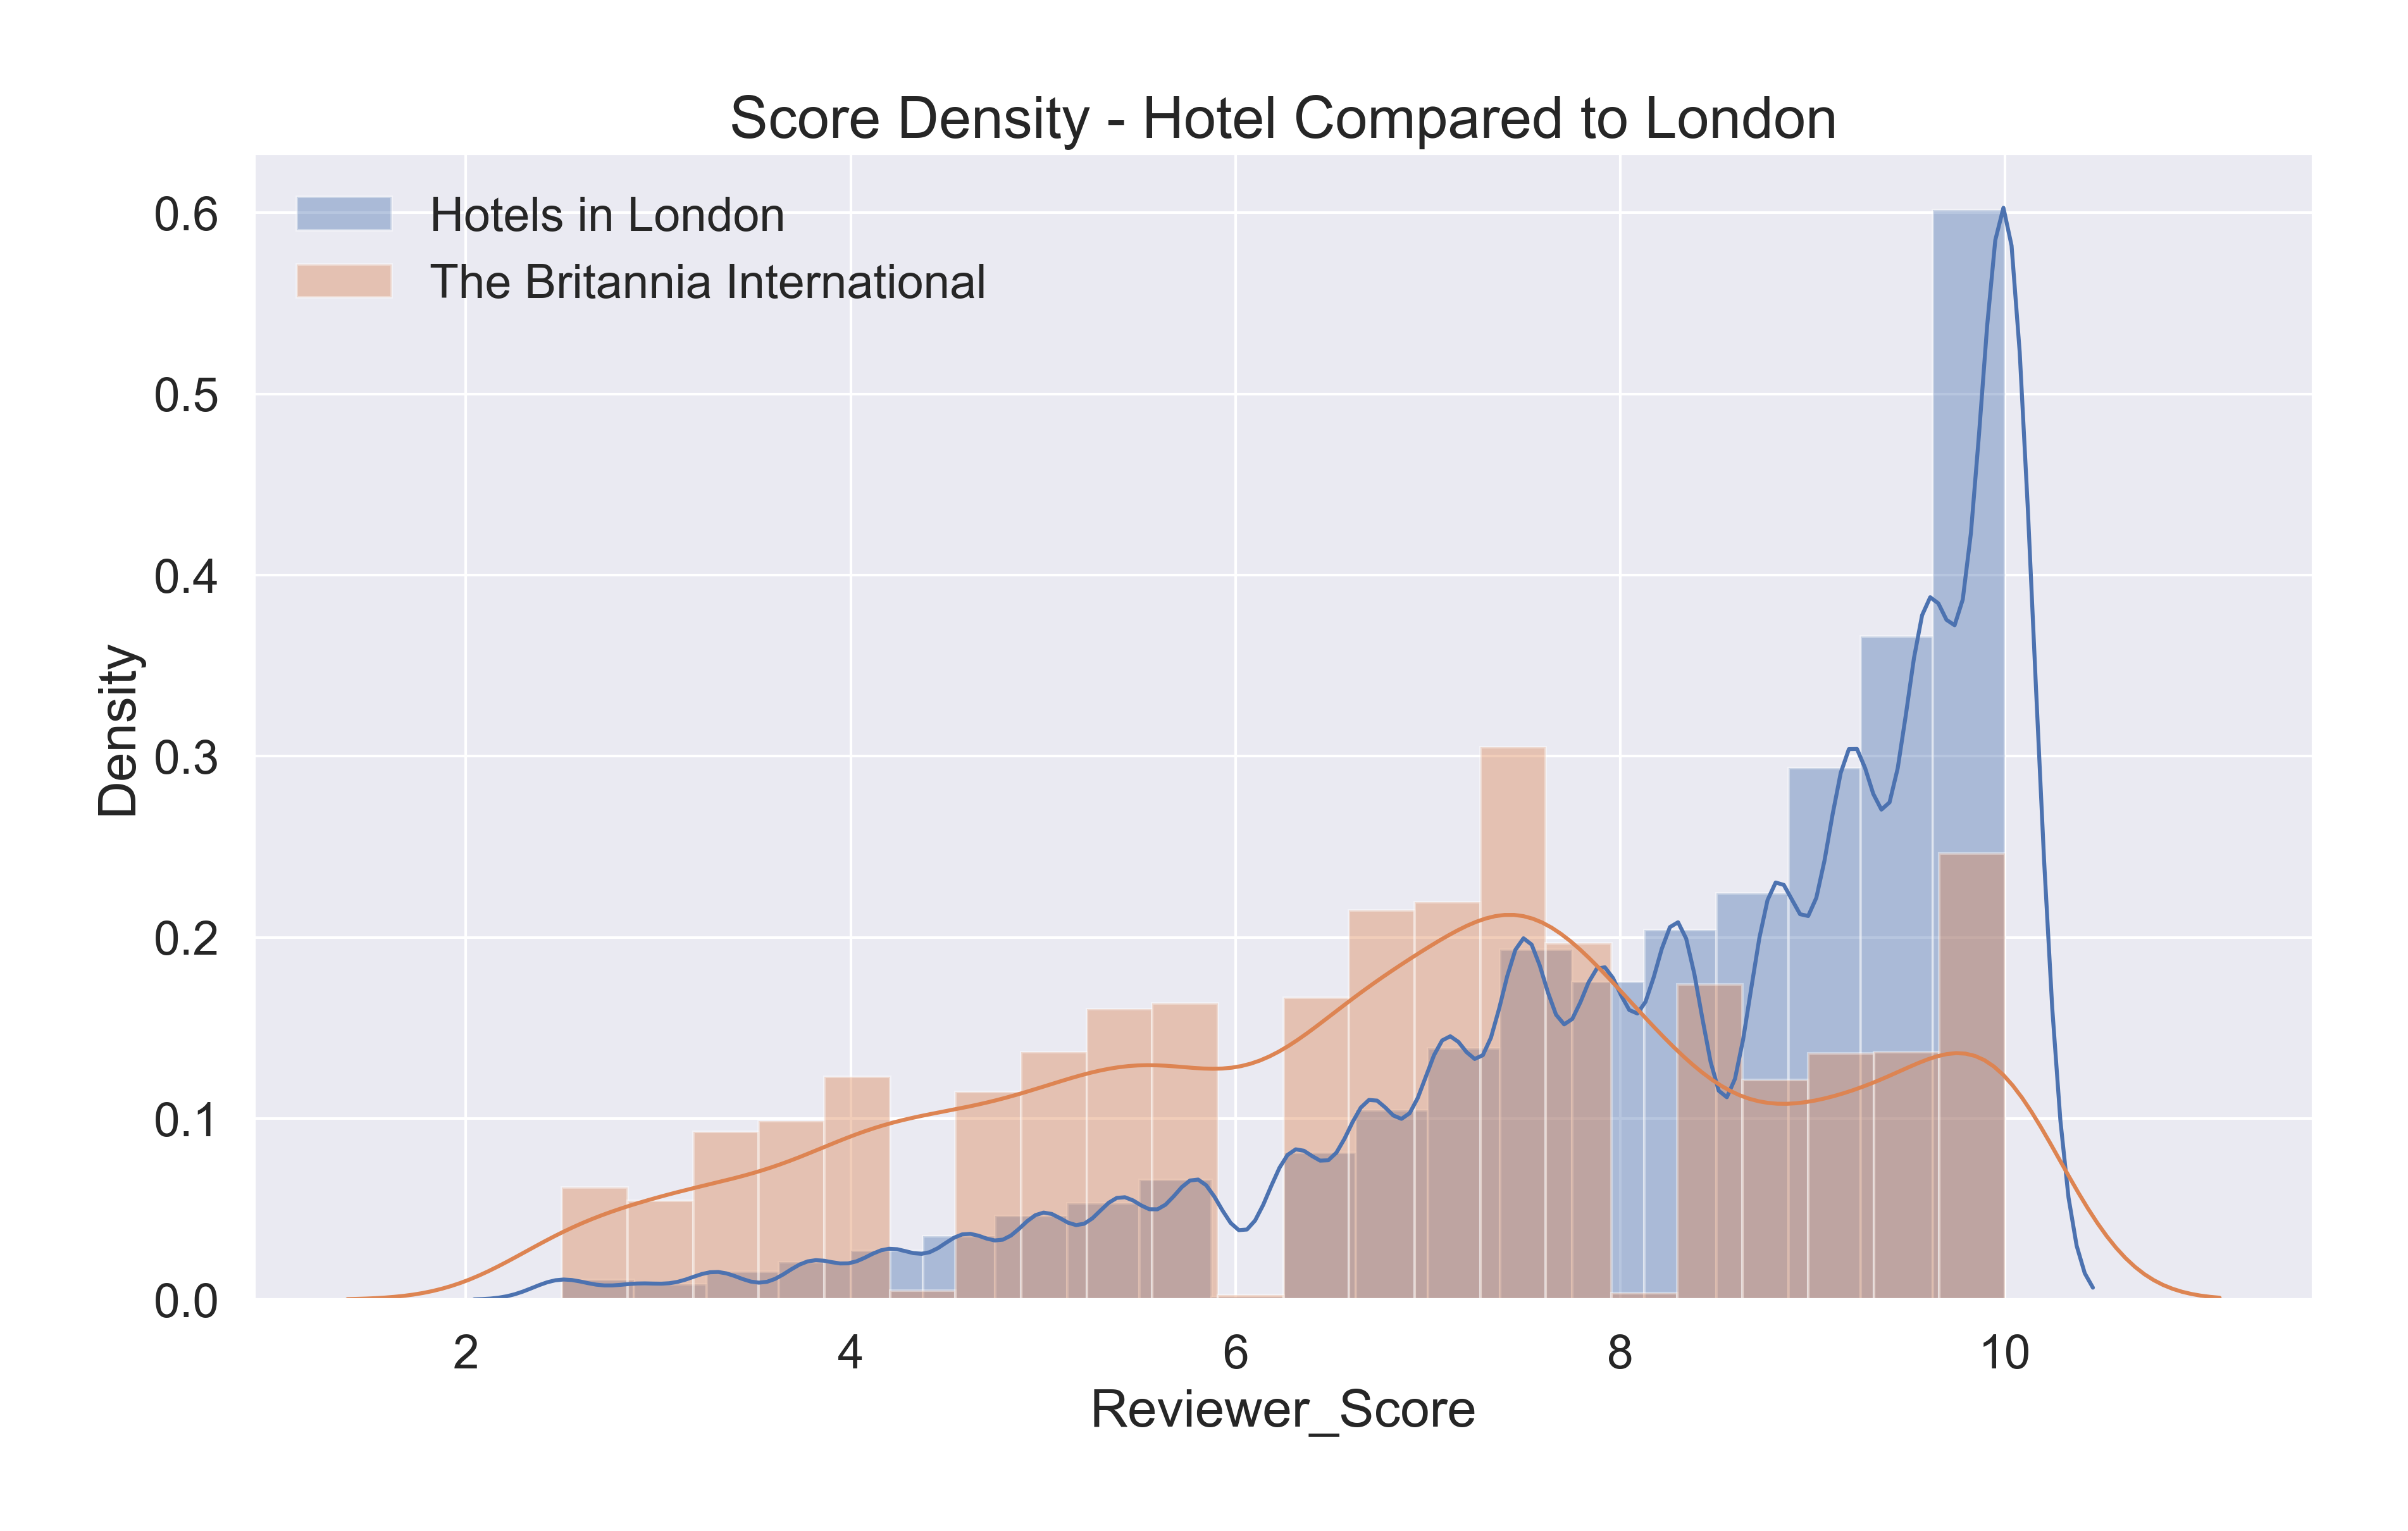 Score Density - Hotel Compared to London
Hotels in London
The Britannia International
0.6
0.5
0.4
0.3
0.2
0.1
0.0
Density
2 4 6 8 10
Reviewer_Score